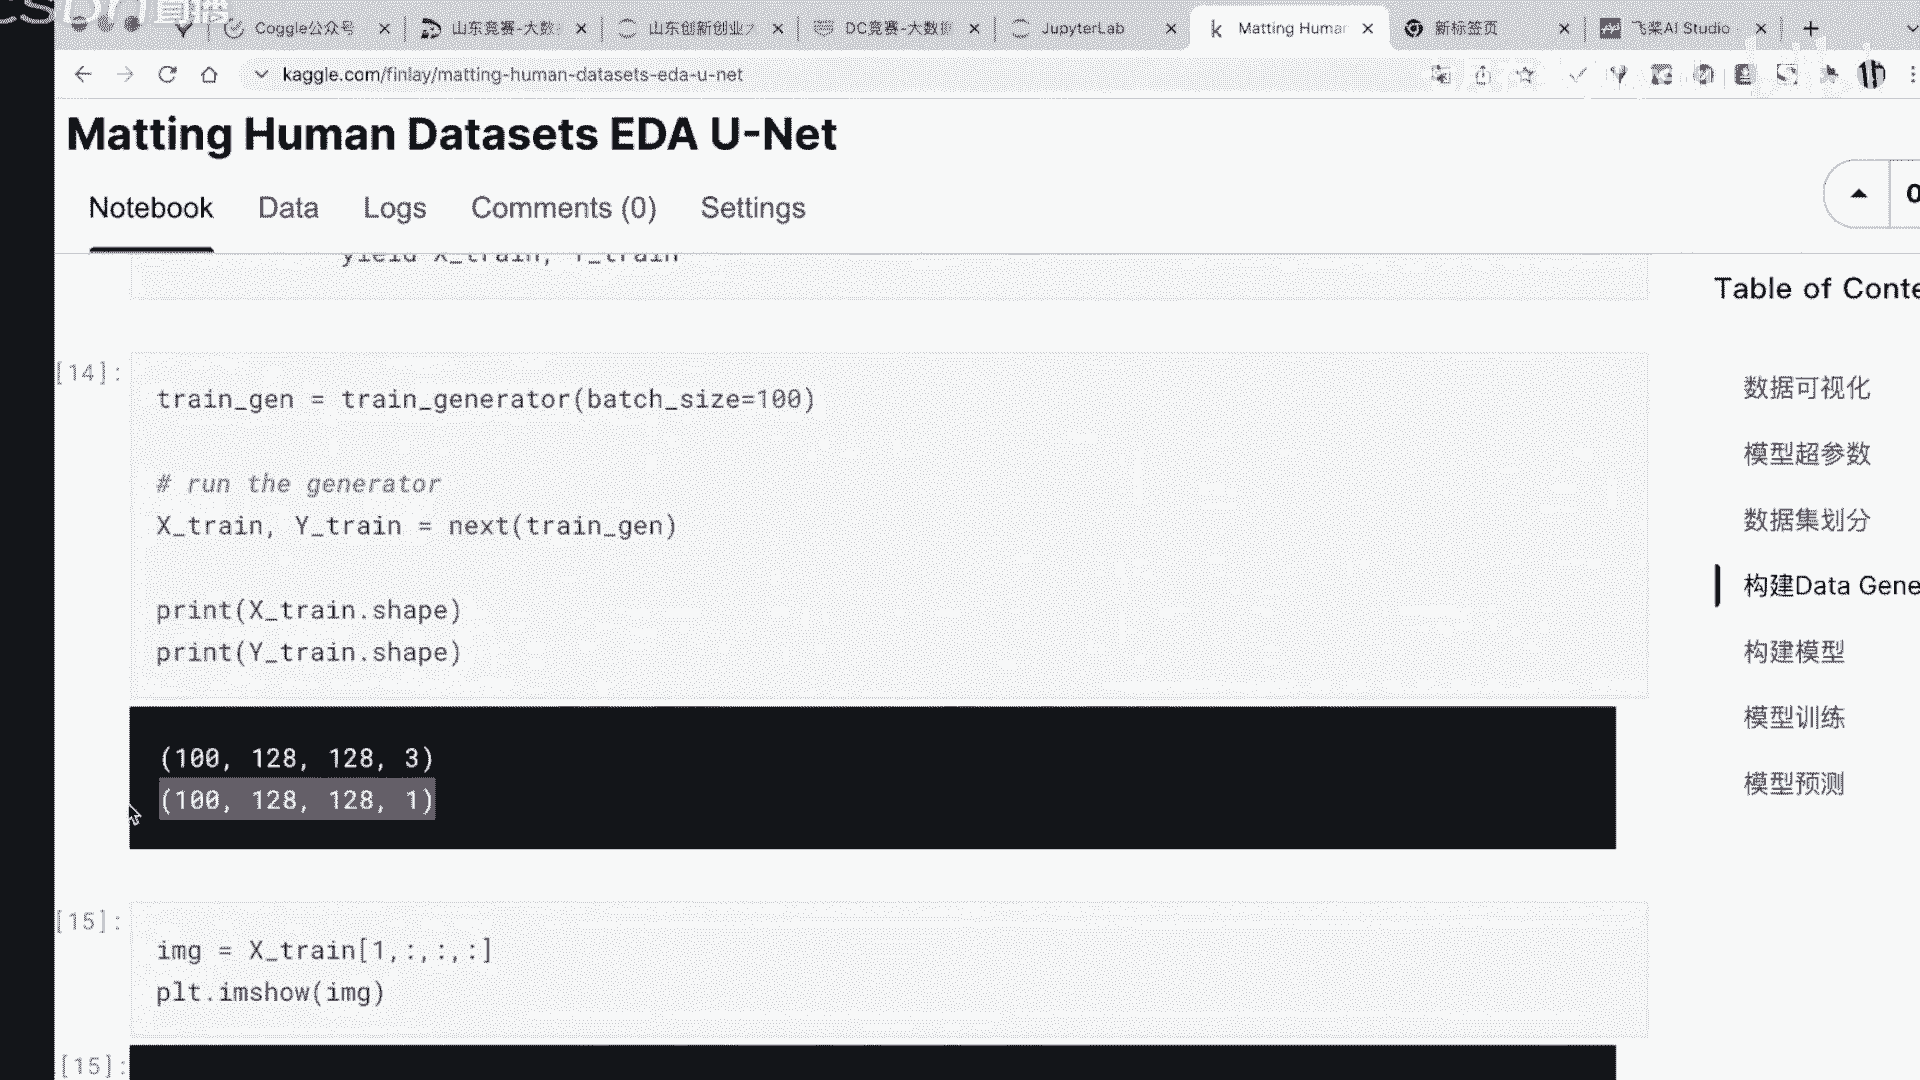 csdn直播
Coggle公众号
山东竞赛-大数
山东创新创业大
DC竞赛-大数据
JupyterLab
Matting Human
新标签页
飞桨AI Studio
kaggle.com/finlay/matting-human-datasets-eda-u-net
Matting Human Datasets EDA U-Net
Notebook
Data
Logs
Comments (0)
Settings
0
yield X_train, Y_train
[14]:
train_gen = train_generator(batch_size=100)
# run the generator
X_train, Y_train = next(train_gen)
print(X_train.shape)
print(Y_train.shape)
(100, 128, 128, 3)
(100, 128, 128, 1)
[15]:
img = X_train[1,:,:,:]
plt.imshow(img)
[15]:
Table of Conte
数据可视化
模型超参数
数据集划分
构建Data Gene
构建模型
模型训练
模型预测